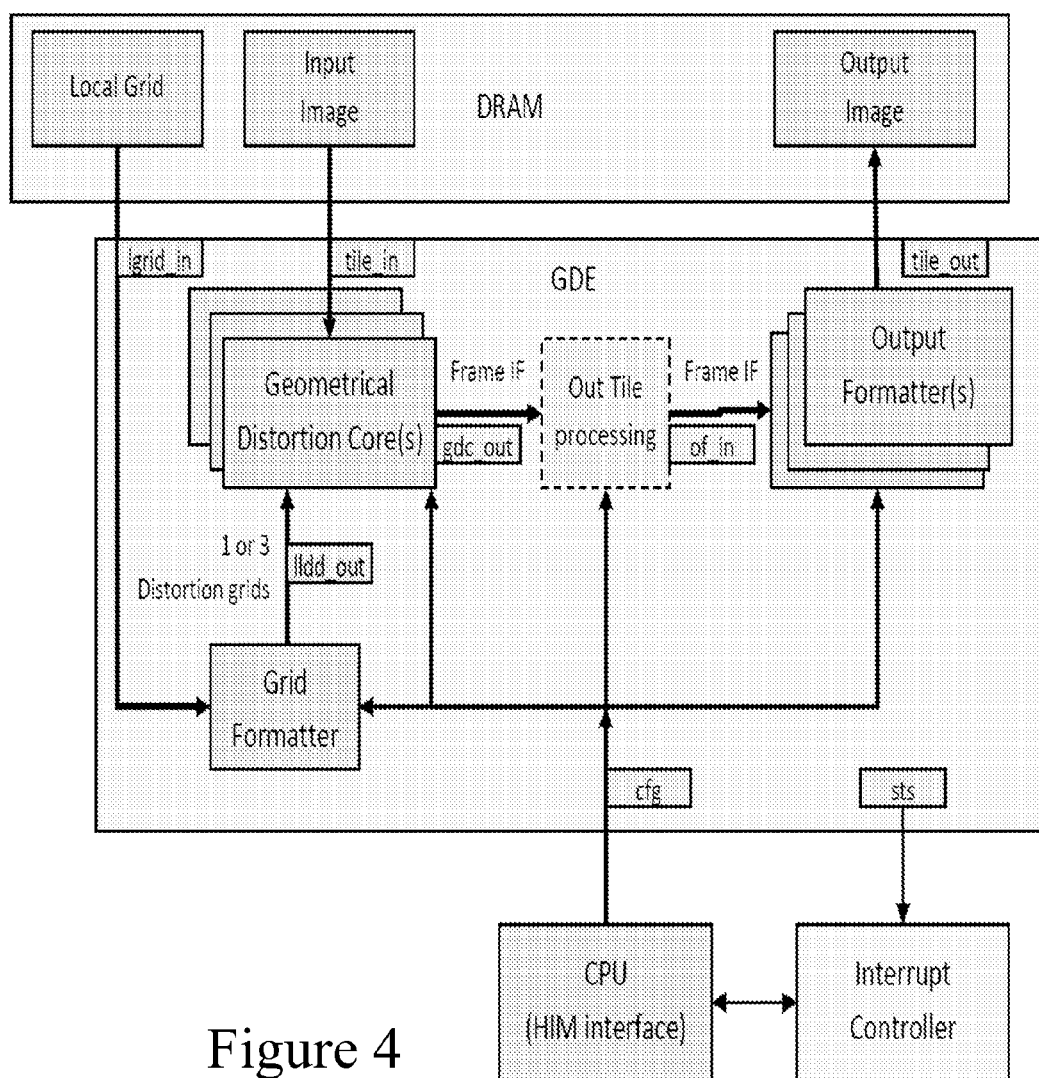 Local Grid
Input
Image
DRAM
Output
Image
lgrid_in
tile_in
GDE
tile_out
Geometrical
Distortion Core(s)
Frame IF
gdc_out
Out Tile
processing
Frame IF
of_in
Output
Formatter(s)
1 or 3
Distortion grids
lldd_out
Grid
Formatter
cfg
sts
CPU
(HIM interface)
Interrupt
Controller
Figure 4